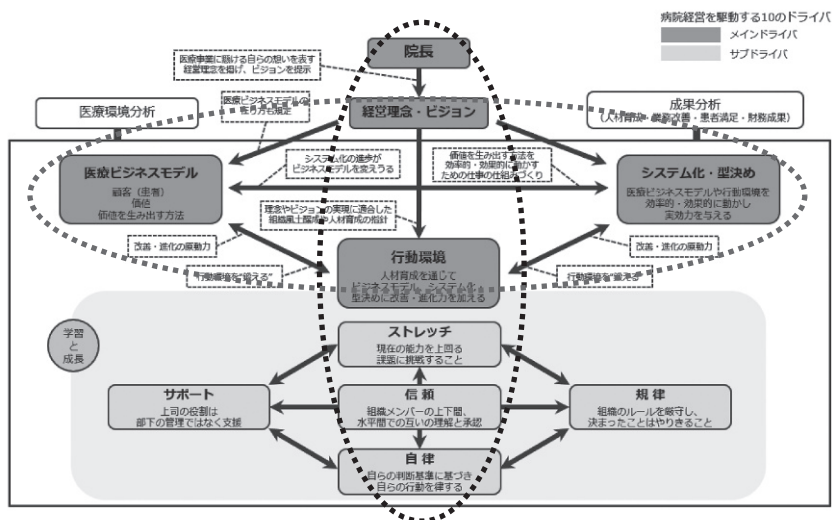 病院経営を駆動する10のドライバ
メインドライバ
サブドライバ
院長
医療事業に賭ける自らの想いを表す
経営理念を掲げ、ビジョンを提示
医療環境分析
医療ビジネスモデルの
在り方も規定
経営理念・ビジョン
成果分析
(人材育成・業務改善・患者満足・財務成果)
医療ビジネスモデル
顧客(患者)
価値
価値を生み出す方法
システム化の進歩が
ビジネスモデルを変えうる
価値を生み出す方法を
効率的・効果的に動かす
ための仕事の仕組みづくり
システム化・型決め
医療ビジネスモデルや行動環境を
効率的・効果的に動かし
実効力を与える
理念やビジョンの実現に適合した
組織風土醸成や人材育成の指針
改善・進化の原動力
行動環境を"鍛える"
行動環境
人材育成を通じて
ビジネスモデル、システム化・
型決めに改善・進化力を加える
改善・進化の原動力
行動環境を"鍛える"
学習
と
成長
ストレッチ
現在の能力を上回る
課題に挑戦すること
サポート
上司の役割は
部下の管理ではなく支援
信頼
組織メンバーの上下間、
水平間での互いの理解と承認
規律
組織のルールを厳守し、
決まったことはやりきること
自律
自らの判断基準に基づき
自らの行動を律する